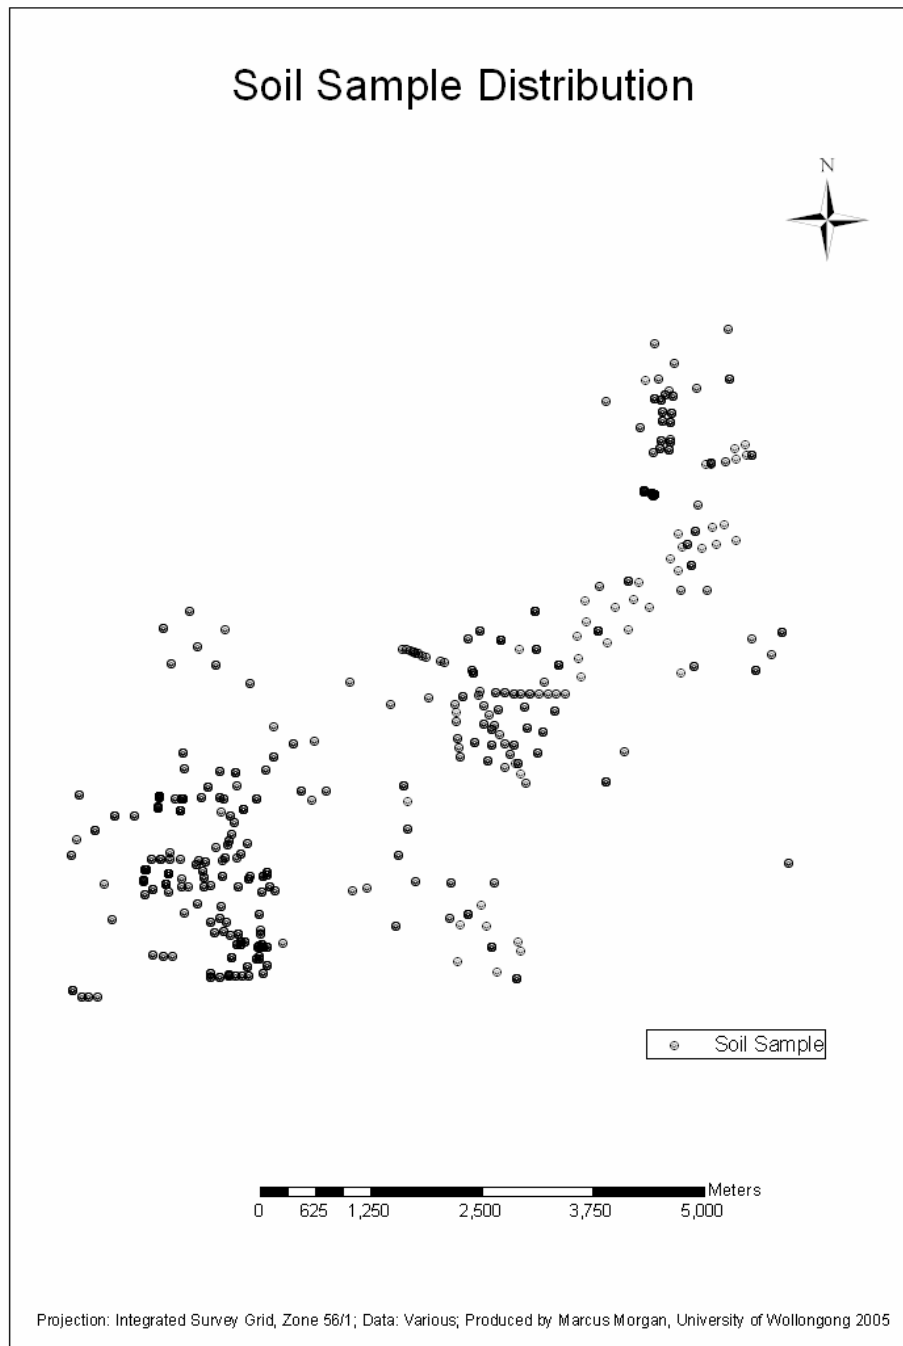 Soil Sample Distribution
N
Soil Sample
Meters
0 625 1,250 2,500 3,750 5,000
Projection: Integrated Survey Grid, Zone 56/1; Data: Various; Produced by Marcus Morgan, University of Wollongong 2005